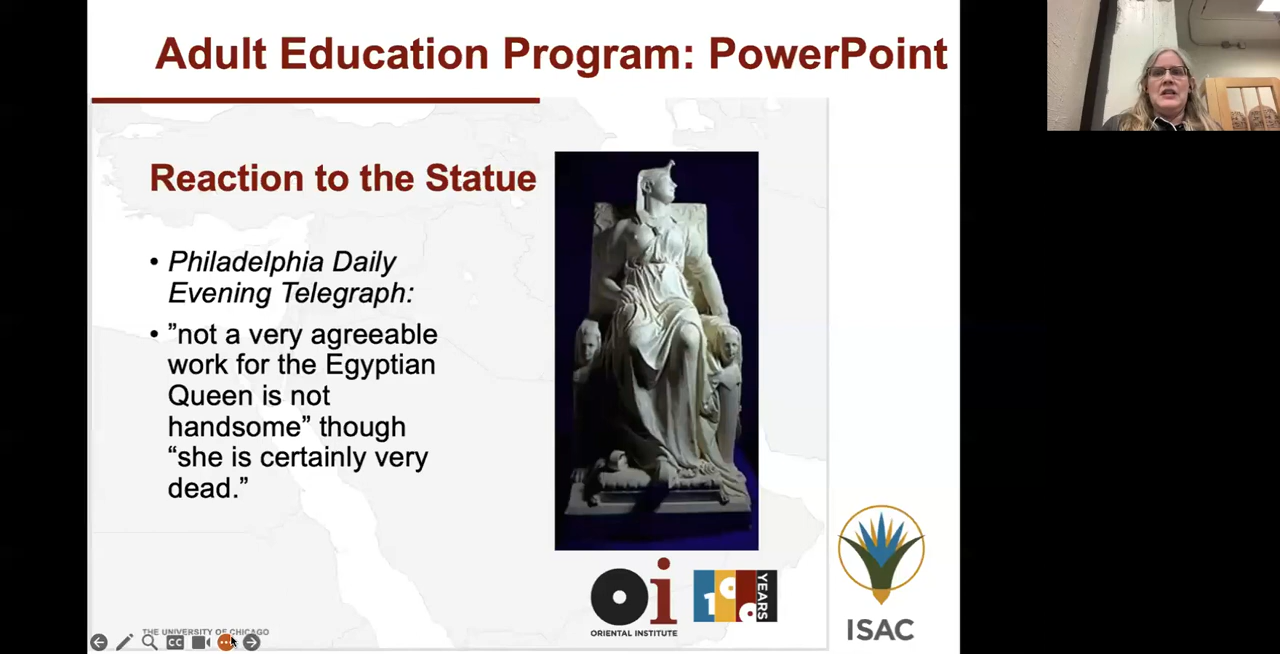 Adult Education Program: PowerPoint
Reaction to the Statue
• Philadelphia Daily
Evening Telegraph:
• ”not a very agreeable
work for the Egyptian
Queen is not
handsome” though
“she is certainly very
dead.”
oi
ORIENTAL INSTITUTE
100
YEARS
ISAC
THE UNIVERSITY OF CHICAGO
CC